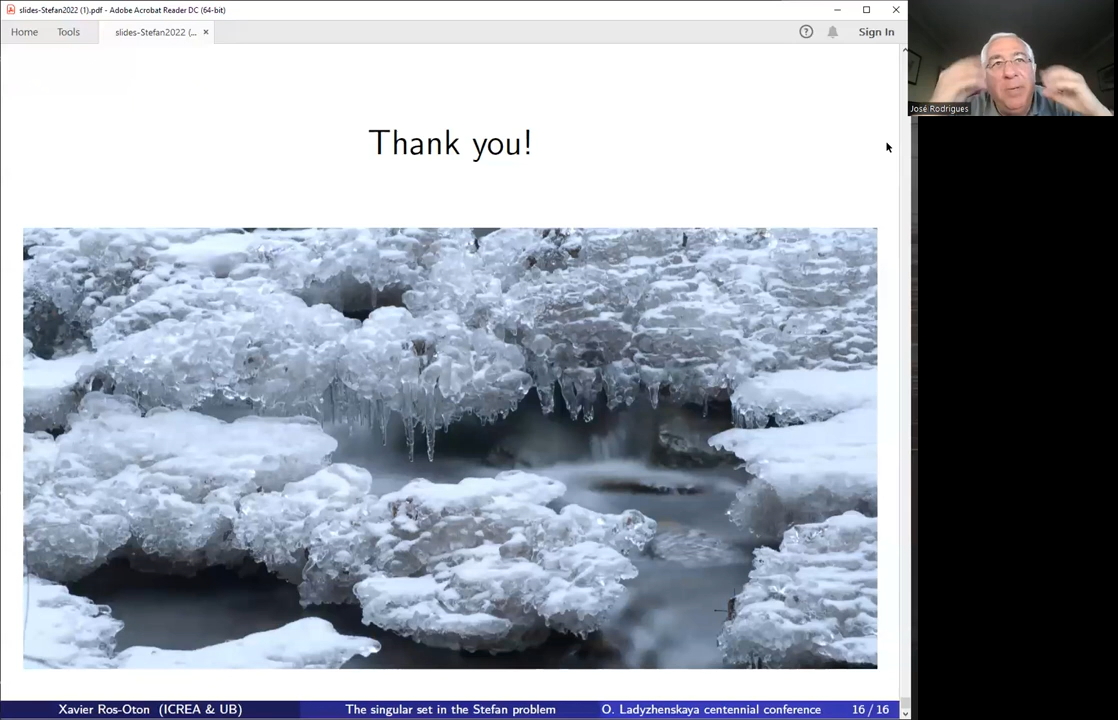 slides-Stefan2022 (1).pdf - Adobe Acrobat Reader DC (64-bit)
Home Tools slides-Stefan2022 (... × Sign In
José Rodrigues
Thank you!
Xavier Ros-Oton (ICREA & UB) The singular set in the Stefan problem O. Ladyzhenskaya centennial conference 16 / 16